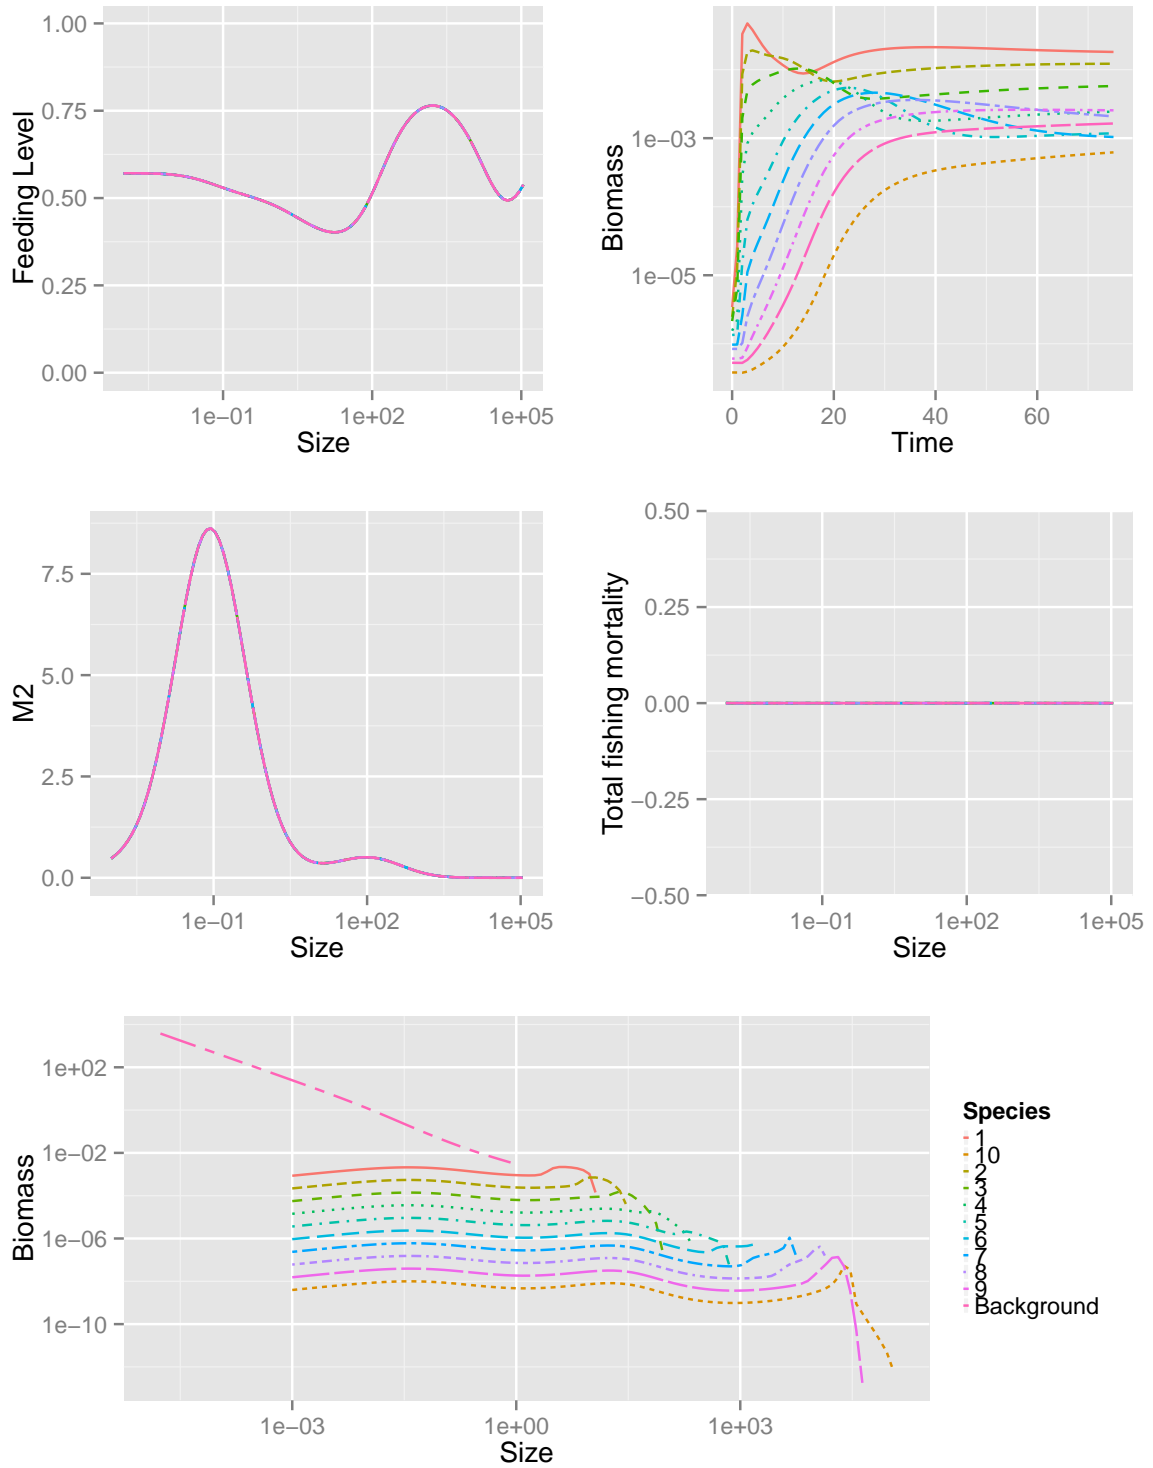 1.00
0.75
0.50
0.25
0.00
Feeding Level
1e−01
1e+02
1e+05
Size
1e−03
1e−05
Biomass
0
20
40
60
Time
7.5
5.0
2.5
0.0
M2
1e−01
1e+02
1e+05
Size
0.50
0.25
0.00
−0.25
−0.50
Total fishing mortality
1e−01
1e+02
1e+05
Size
1e+02
1e−02
1e−06
1e−10
Biomass
1e−03
1e+00
1e+03
Size
Species
1
10
2
3
4
5
6
7
8
9
Background